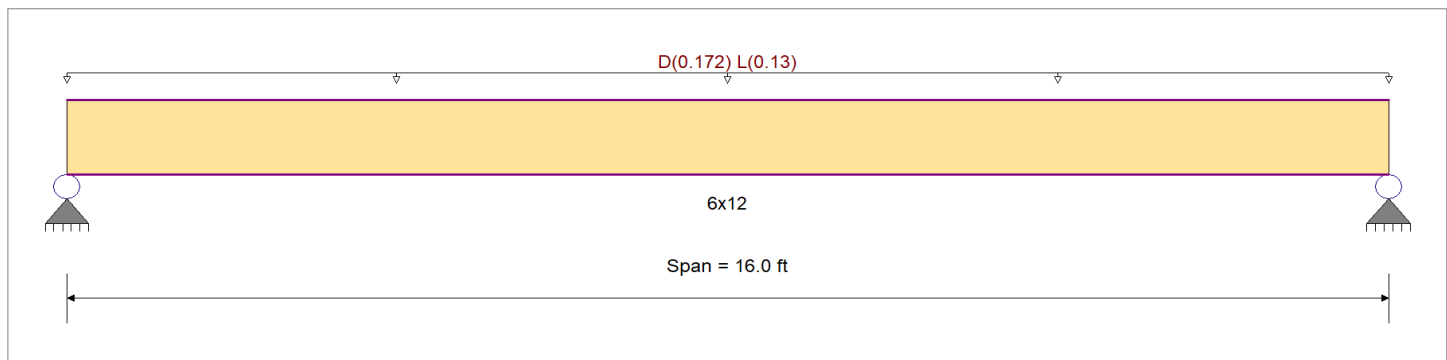 D(0.172) L(0.13)
6x12
Span = 16.0 ft